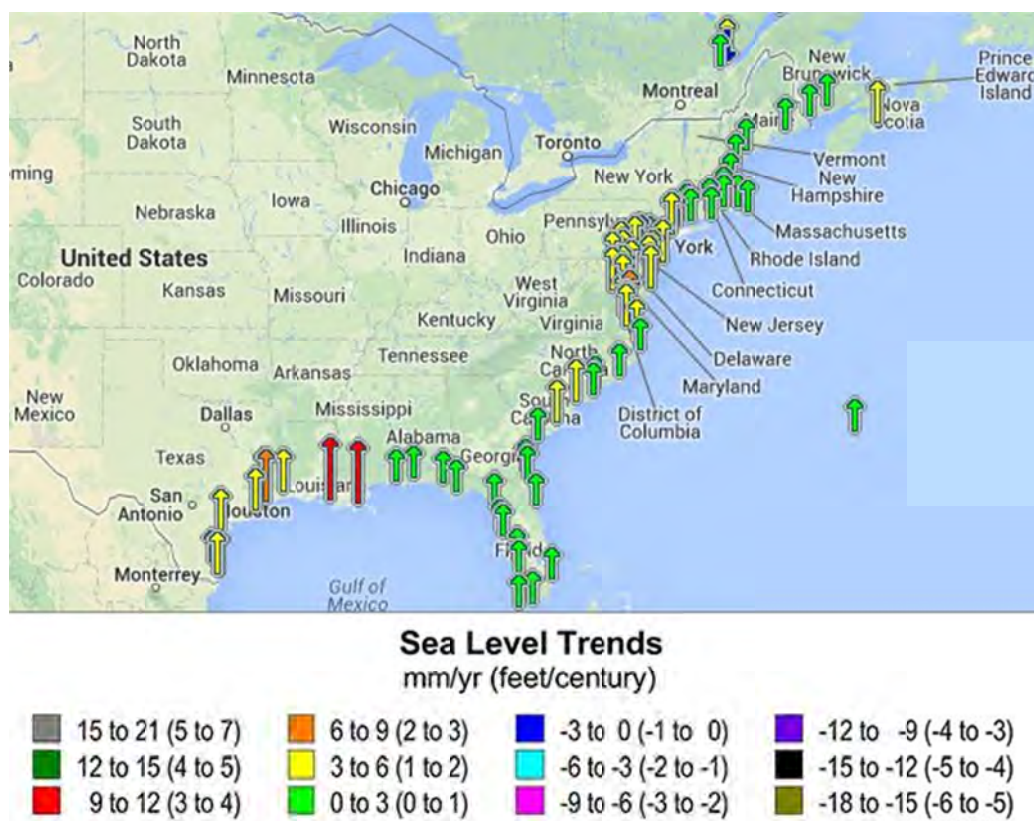 North
Dakota
Minnesota
New
Brunswick
Prince
Edward
Island
Montreal
Nova
Scotia
Maine
South
Dakota
Wisconsin
Michigan
Toronto
Vermont
New
Hampshire
oming
Chicago
New York
Nebraska
Iowa
Illinois
Pennsyl
York
Massachusetts
Ohio
Rhode Island
United States
Indiana
Colorado
Kansas
Missouri
West
Virginia
Connecticut
Kentucky
Virginia
New Jersey
Oklahoma
Tennessee
North
Carolina
Delaware
Arkansas
Maryland
New
Mexico
Dallas
Mississippi
South
Carolina
District of
Columbia
Alabama
Texas
Georgia
San
Antonio
Louisiana
Houston
Florida
Monterrey
Gulf of
Mexico
Sea Level Trends
mm/yr (feet/century)
15 to 21 (5 to 7)
6 to 9 (2 to 3)
-3 to 0 (-1 to 0)
-12 to -9 (-4 to -3)
12 to 15 (4 to 5)
3 to 6 (1 to 2)
-6 to -3 (-2 to -1)
-15 to -12 (-5 to -4)
9 to 12 (3 to 4)
0 to 3 (0 to 1)
-9 to -6 (-3 to -2)
-18 to -15 (-6 to -5)